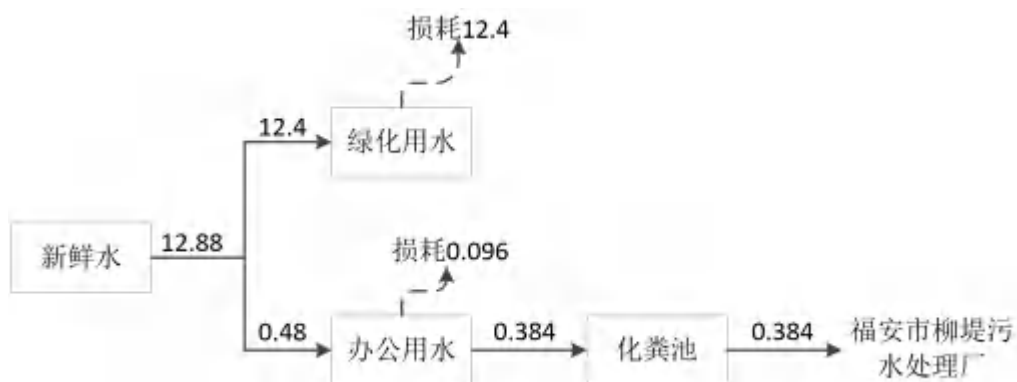 损耗12.4
12.4
绿化用水
新鲜水
12.88
损耗0.096
0.48
办公用水
0.384
化粪池
0.384
福安市柳堤污
水处理厂